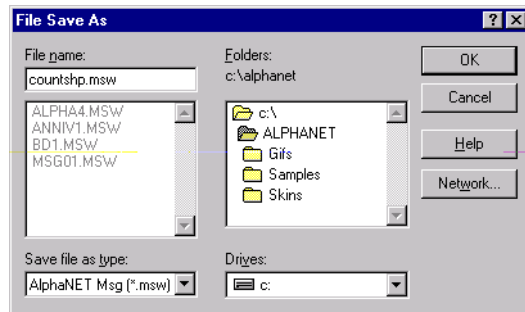 File Save As
File name:
countshp.msw
ALPHA4.MSW
ANNIV1.MSW
BD1.MSW
MSG01.MSW
Save file as type:
AlphaNET Msg (*.msw)
Folders:
c:\alphanet
c:\
ALPHANET
Gifs
Samples
Skins
Drives:
c:
OK
Cancel
Help
Network...